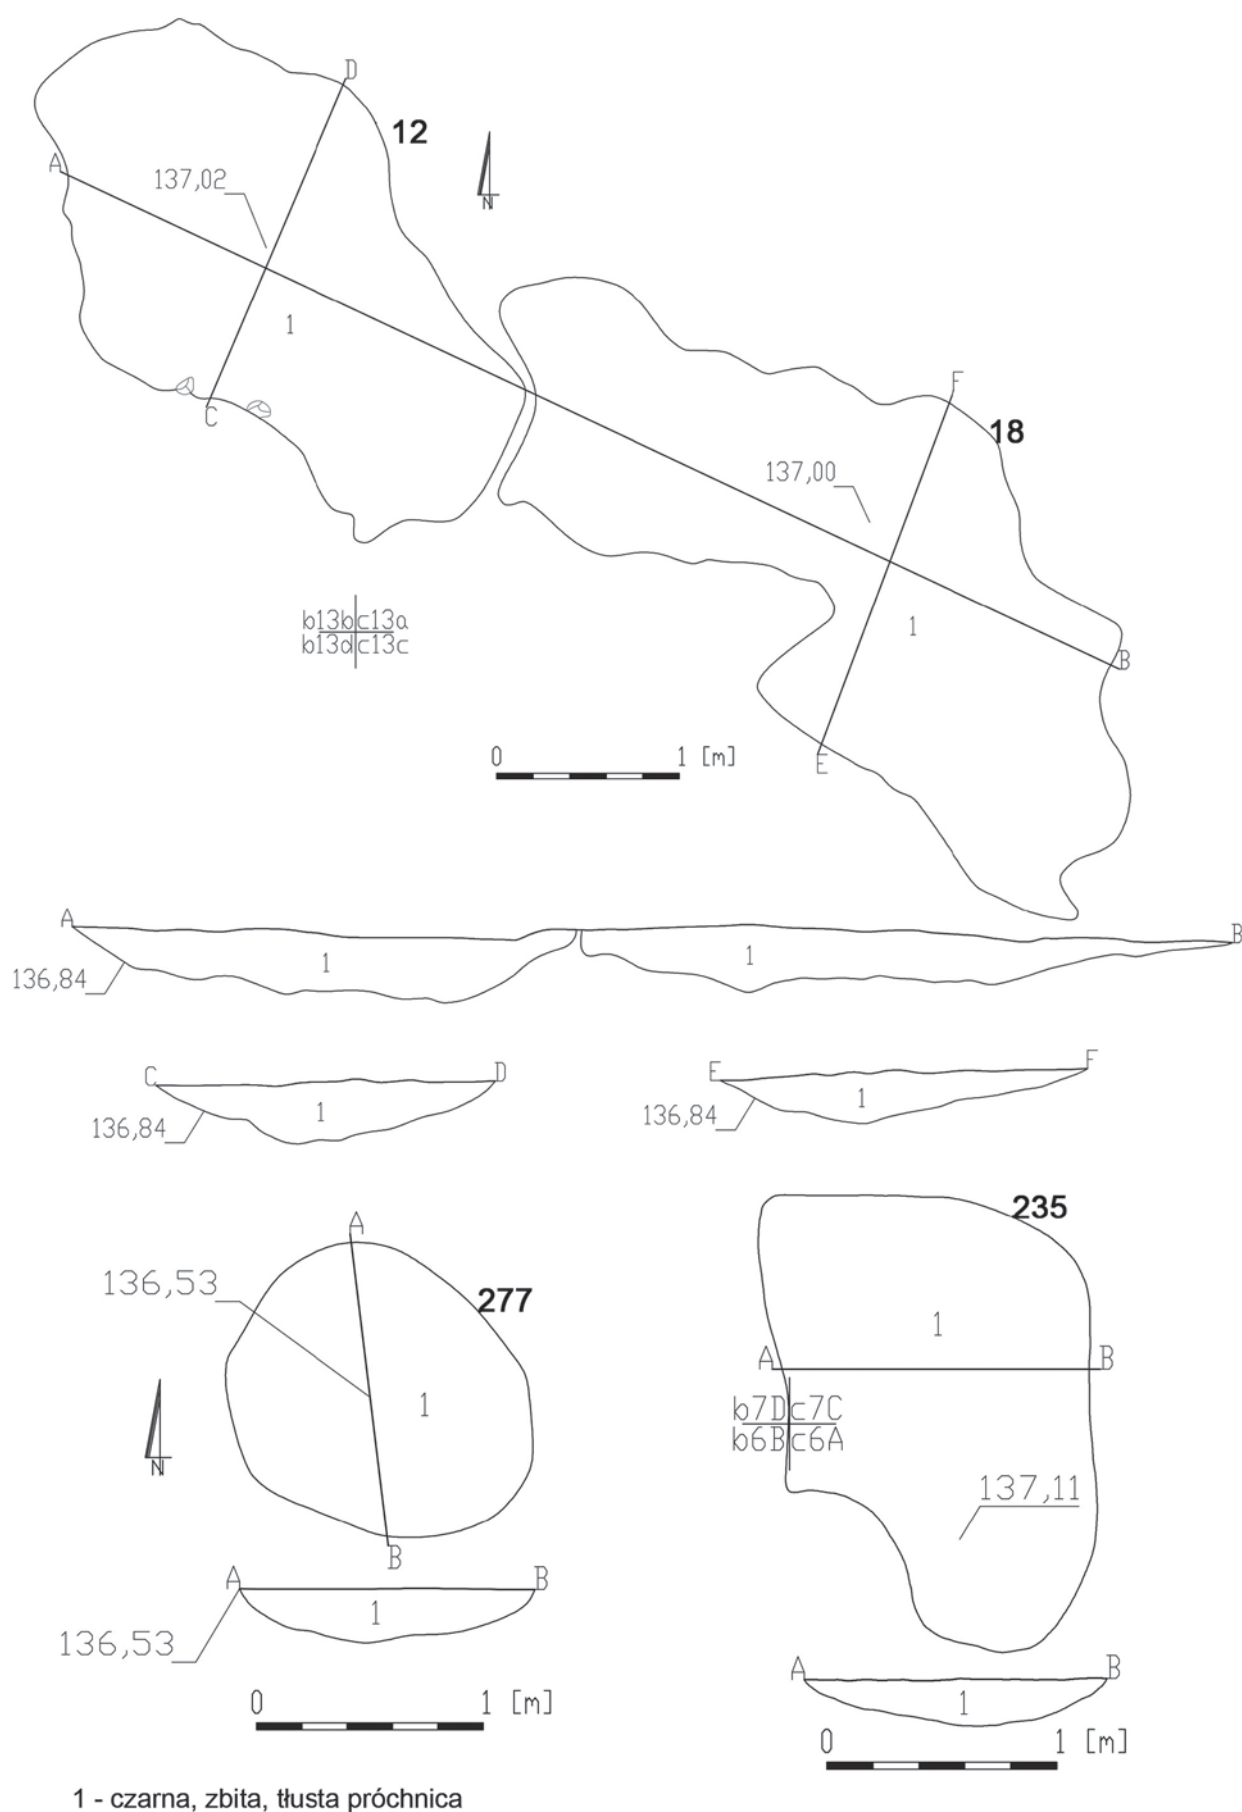 D
12
A
137,02
N
1
C
F
18
137,00
b13b c13a
b13d c13c
1
B
E
0 1 [m]
A B
1 1
136,84
C D
1
136,84
E F
1
136,84
A
136,53
277
1
N
B
A B
1
136,53
0 1 [m]
235
1
A B
b7D c7C
b6B c6A
137,11
A B
1
0 1 [m]
1 - czarna, zbita, tłusta próchnica